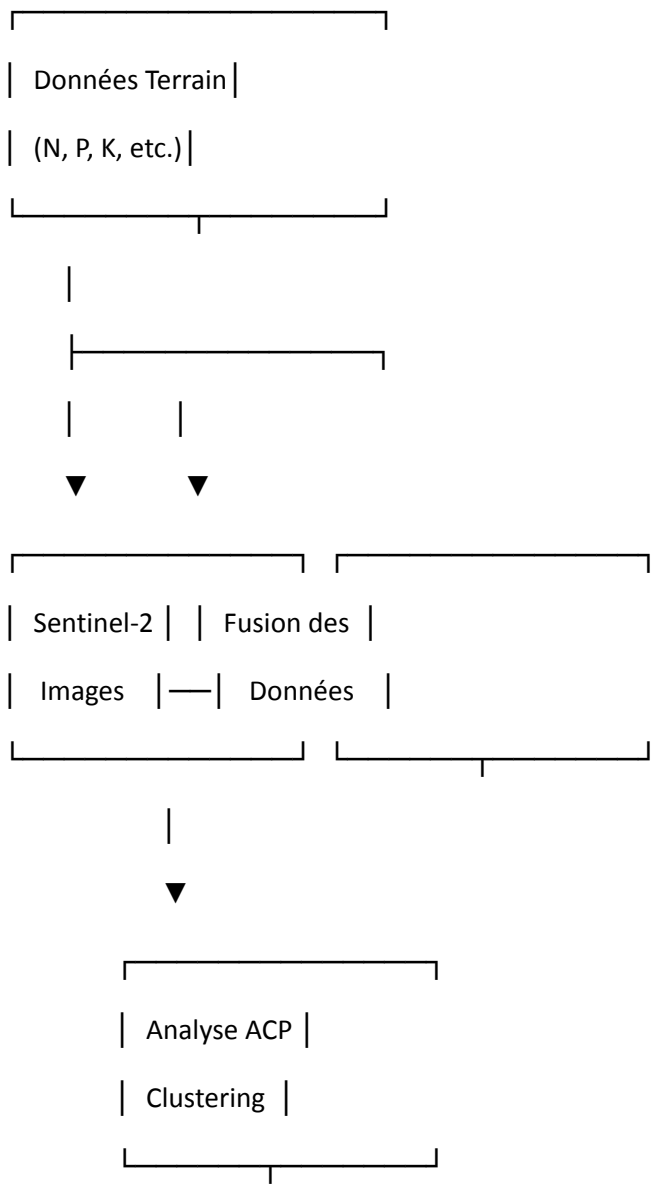 Données Terrain
(N, P, K, etc.)
Sentinel-2 Fusion des
Images Données
Analyse ACP
Clustering